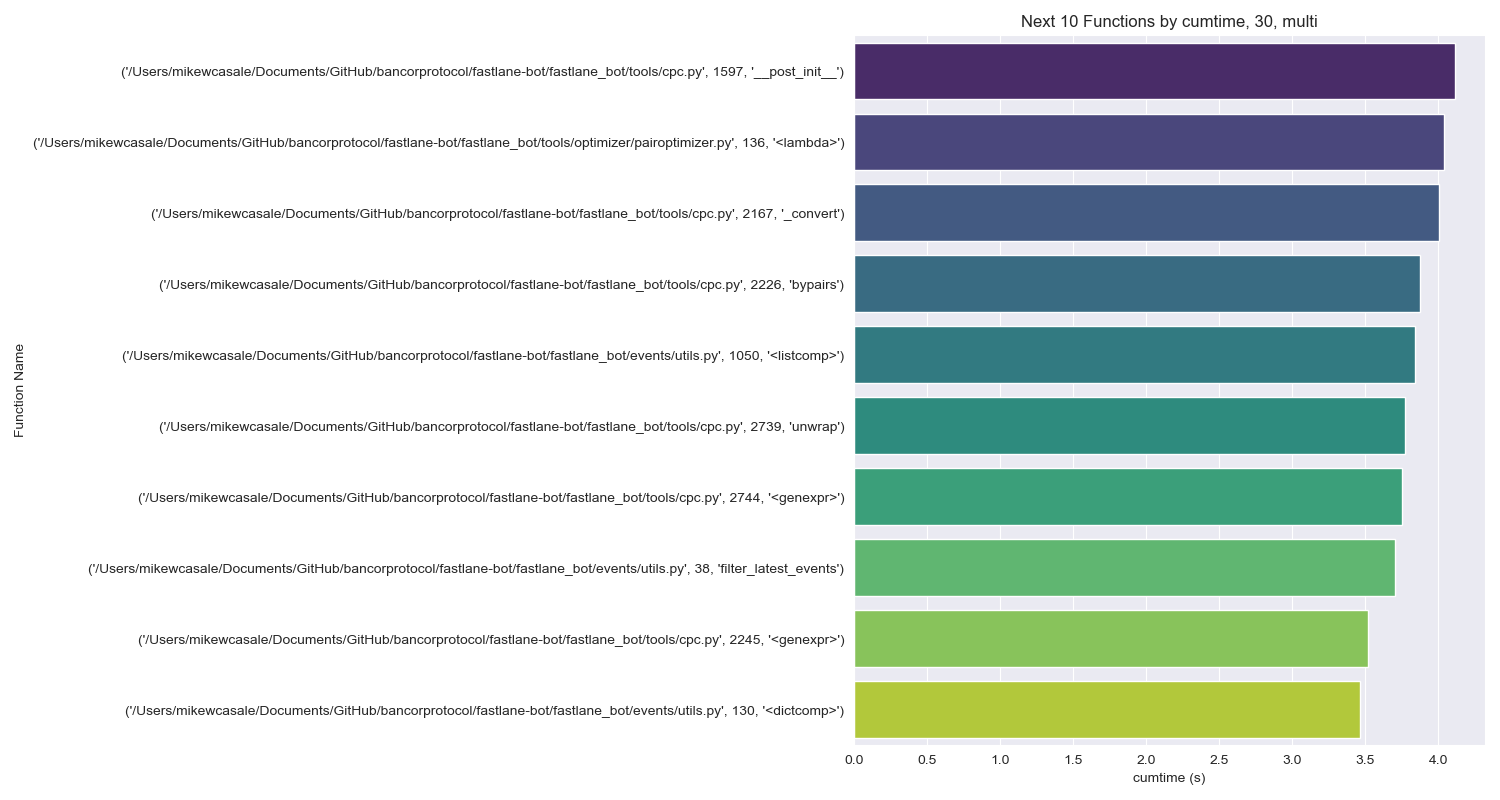 Next 10 Functions by cumtime, 30, multi
Function Name
('/Users/mikewcasale/Documents/GitHub/bancorprotocol/fastlane-bot/fastlane_bot/tools/cpc.py', 1597, '__post_init__')
('/Users/mikewcasale/Documents/GitHub/bancorprotocol/fastlane-bot/fastlane_bot/tools/optimizer/pairoptimizer.py', 136, '<lambda>')
('/Users/mikewcasale/Documents/GitHub/bancorprotocol/fastlane-bot/fastlane_bot/tools/cpc.py', 2167, '_convert')
('/Users/mikewcasale/Documents/GitHub/bancorprotocol/fastlane-bot/fastlane_bot/tools/cpc.py', 2226, 'bypairs')
('/Users/mikewcasale/Documents/GitHub/bancorprotocol/fastlane-bot/fastlane_bot/events/utils.py', 1050, '<listcomp>')
('/Users/mikewcasale/Documents/GitHub/bancorprotocol/fastlane-bot/fastlane_bot/tools/cpc.py', 2739, 'unwrap')
('/Users/mikewcasale/Documents/GitHub/bancorprotocol/fastlane-bot/fastlane_bot/tools/cpc.py', 2744, '<genexpr>')
('/Users/mikewcasale/Documents/GitHub/bancorprotocol/fastlane-bot/fastlane_bot/events/utils.py', 38, 'filter_latest_events')
('/Users/mikewcasale/Documents/GitHub/bancorprotocol/fastlane-bot/fastlane_bot/tools/cpc.py', 2245, '<genexpr>')
('/Users/mikewcasale/Documents/GitHub/bancorprotocol/fastlane-bot/fastlane_bot/events/utils.py', 130, '<dictcomp>')
0.0 0.5 1.0 1.5 2.0 2.5 3.0 3.5 4.0
cumtime (s)